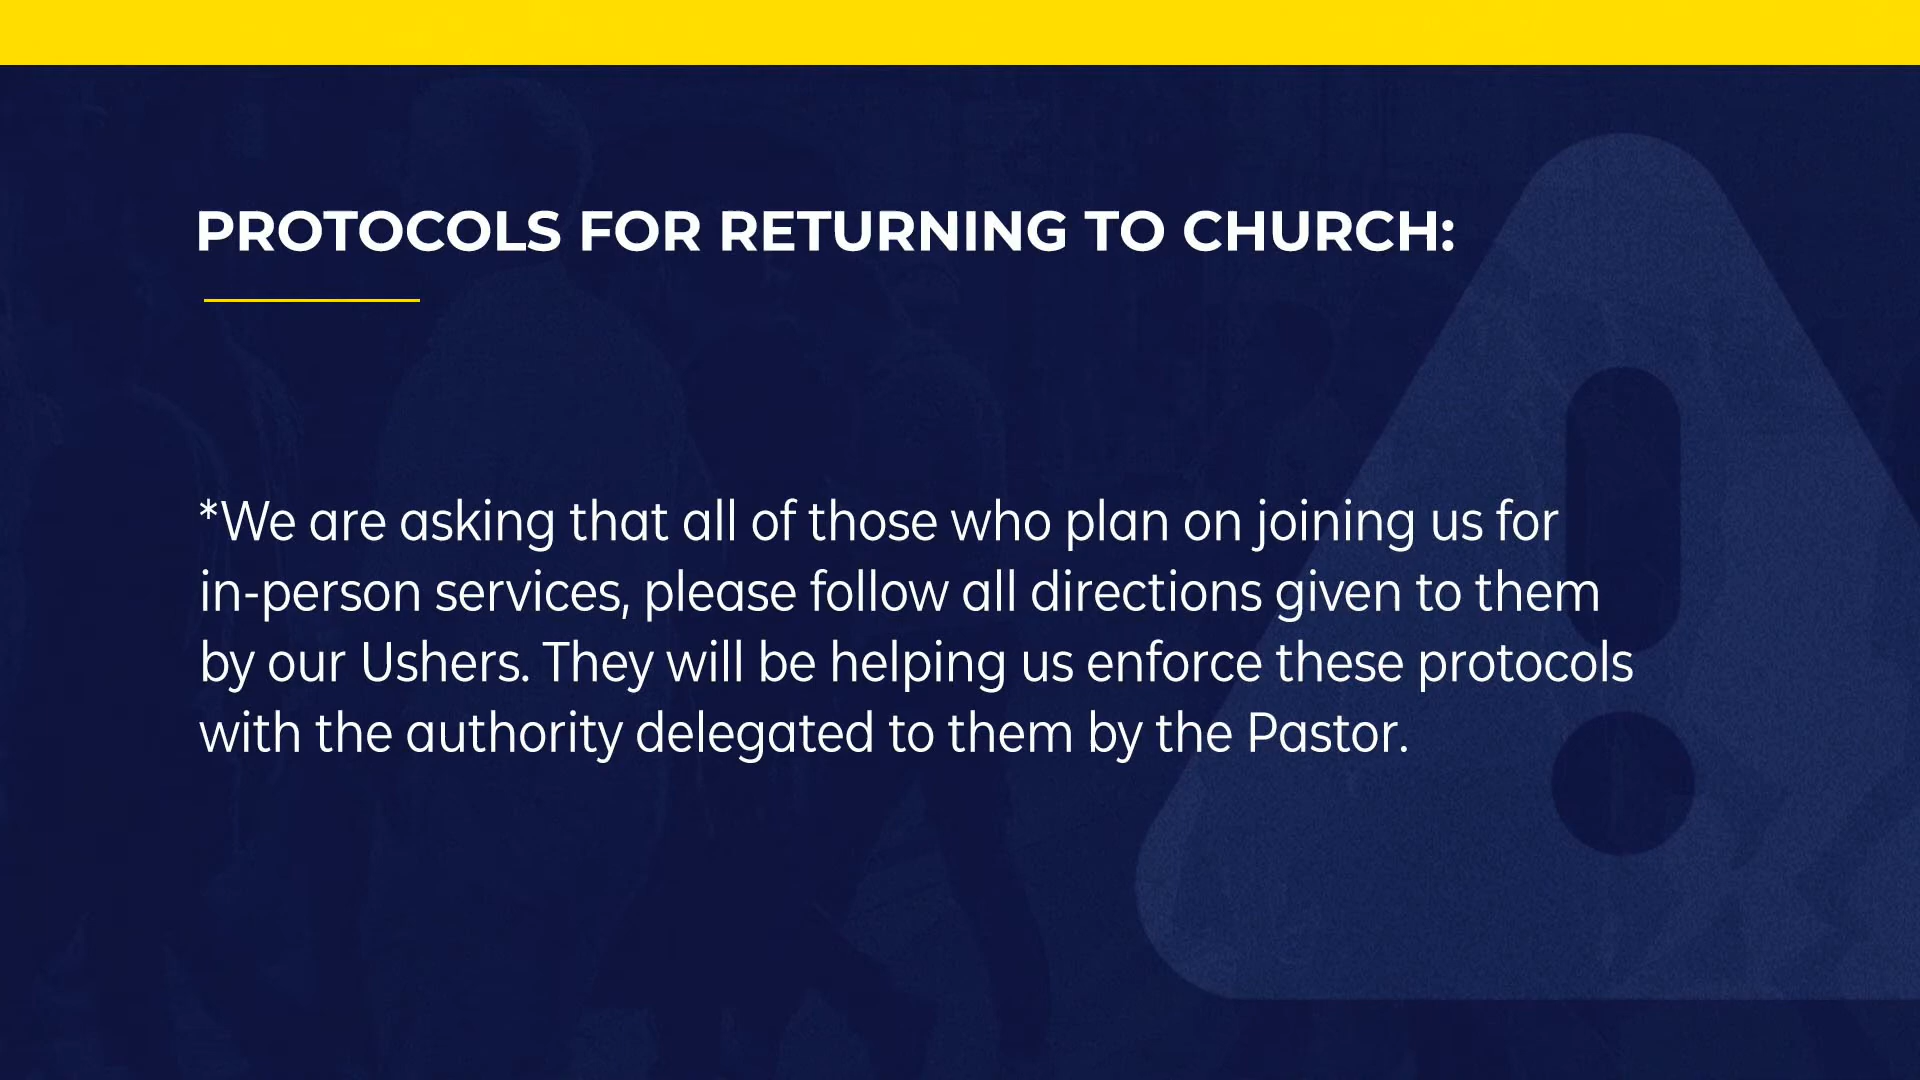 PROTOCOLS FOR RETURNING TO CHURCH:
*We are asking that all of those who plan on joining us for
in-person services, please follow all directions given to them
by our Ushers. They will be helping us enforce these protocols
with the authority delegated to them by the Pastor.